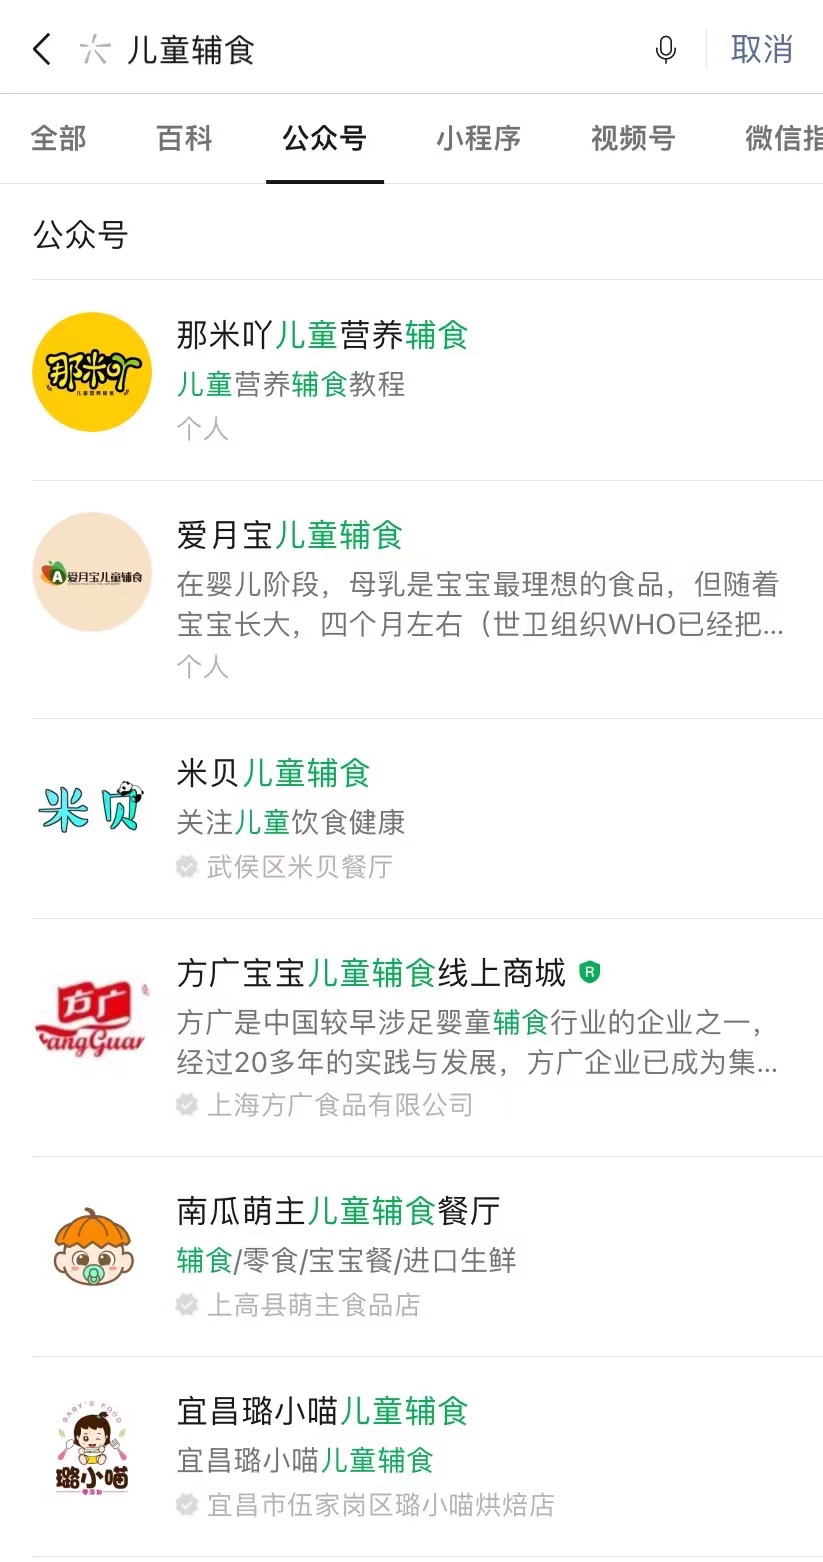 儿童辅食
取消
全部
百科
公众号
小程序
视频号
微信指
公众号
那米吖
儿童营养辅食
那米吖儿童营养辅食
儿童营养辅食教程
个人
A爱月宝儿童辅食
爱月宝儿童辅食
在婴儿阶段，母乳是宝宝最理想的食品，但随着
宝宝长大，四个月左右（世卫组织WHO已经把...
个人
米贝
米贝儿童辅食
关注儿童饮食健康
武侯区米贝餐厅
方广
FangGuan
方广宝宝儿童辅食线上商城 R
方广是中国较早涉足婴童辅食行业的企业之一，
经过20多年的实践与发展，方广企业已成为集...
上海方广食品有限公司
南瓜萌主儿童辅食餐厅
辅食/零食/宝宝餐/进口生鲜
上高县萌主食品店
BABY'S FOOD
璐小喵
零添加
宜昌璐小喵儿童辅食
宜昌璐小喵儿童辅食
宜昌市伍家岗区璐小喵烘焙店